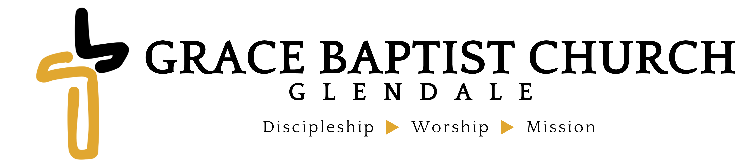 GRACE BAPTIST CHURCH
GLENDALE
Discipleship ▶ Worship ▶ Mission